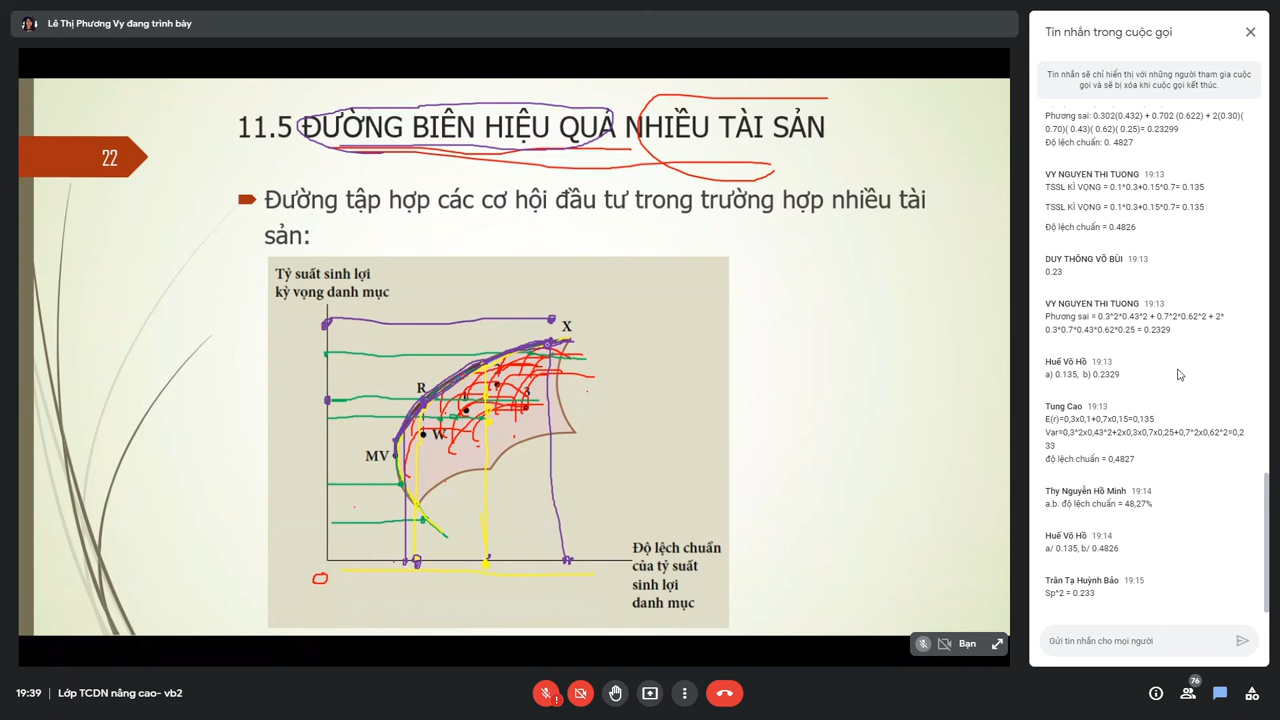 Lê Thị Phương Vy đang trình bày
22
11.5 ĐƯỜNG BIÊN HIỆU QUẢ NHIỀU TÀI SẢN
Đường tập hợp các cơ hội đầu tư trong trường hợp nhiều tài
sản:
Tỷ suất sinh lợi
kỳ vọng danh mục
X
R
3
W
MV
Độ lệch chuẩn
của tỷ suất
sinh lợi
danh mục
0
Bạn
Tin nhắn trong cuộc gọi
Tin nhắn sẽ chỉ hiển thị với những người tham gia cuộc
gọi và sẽ bị xóa khi cuộc gọi kết thúc.
Phương sai: 0.302(0.432) + 0.702 (0.622) + 2(0.30)(
0.70)( 0.43)( 0.62)( 0.25)= 0.23299
Độ lệch chuẩn: 0. 4827
VY NGUYEN THI TUONG 19:13
TSSL KÌ VỌNG = 0.1*0.3+0.15*0.7= 0.135
TSSL KÌ VỌNG = 0.1*0.3+0.15*0.7= 0.135
Độ lệch chuẩn = 0.4826
DUY THÔNG VÕ BÙI 19:13
0.23
VY NGUYEN THI TUONG 19:13
Phương sai = 0.3^2*0.43^2 + 0.7^2*0.62^2 + 2*
0.3*0.7*0.43*0.62*0.25 = 0.2329
Huế Võ Hồ 19:13
a) 0.135, b) 0.2329
Tung Cao 19:13
E(r)=0,3x0,1+0,7x0,15=0,135
Var=0,3^2x0,43^2+2x0,3x0,7x0,25+0,7^2x0,62^2=0,2
33
độ lệch chuẩn = 0,4827
Thy Nguyễn Hồ Minh 19:14
a.b. độ lệch chuẩn = 48,27%
Huế Võ Hồ 19:14
a/ 0.135, b/ 0.4826
Trân Tạ Huỳnh Bảo 19:15
Sp^2 = 0.233
Gửi tin nhắn cho mọi người
19:39 | Lớp TCDN nâng cao- vb2
76